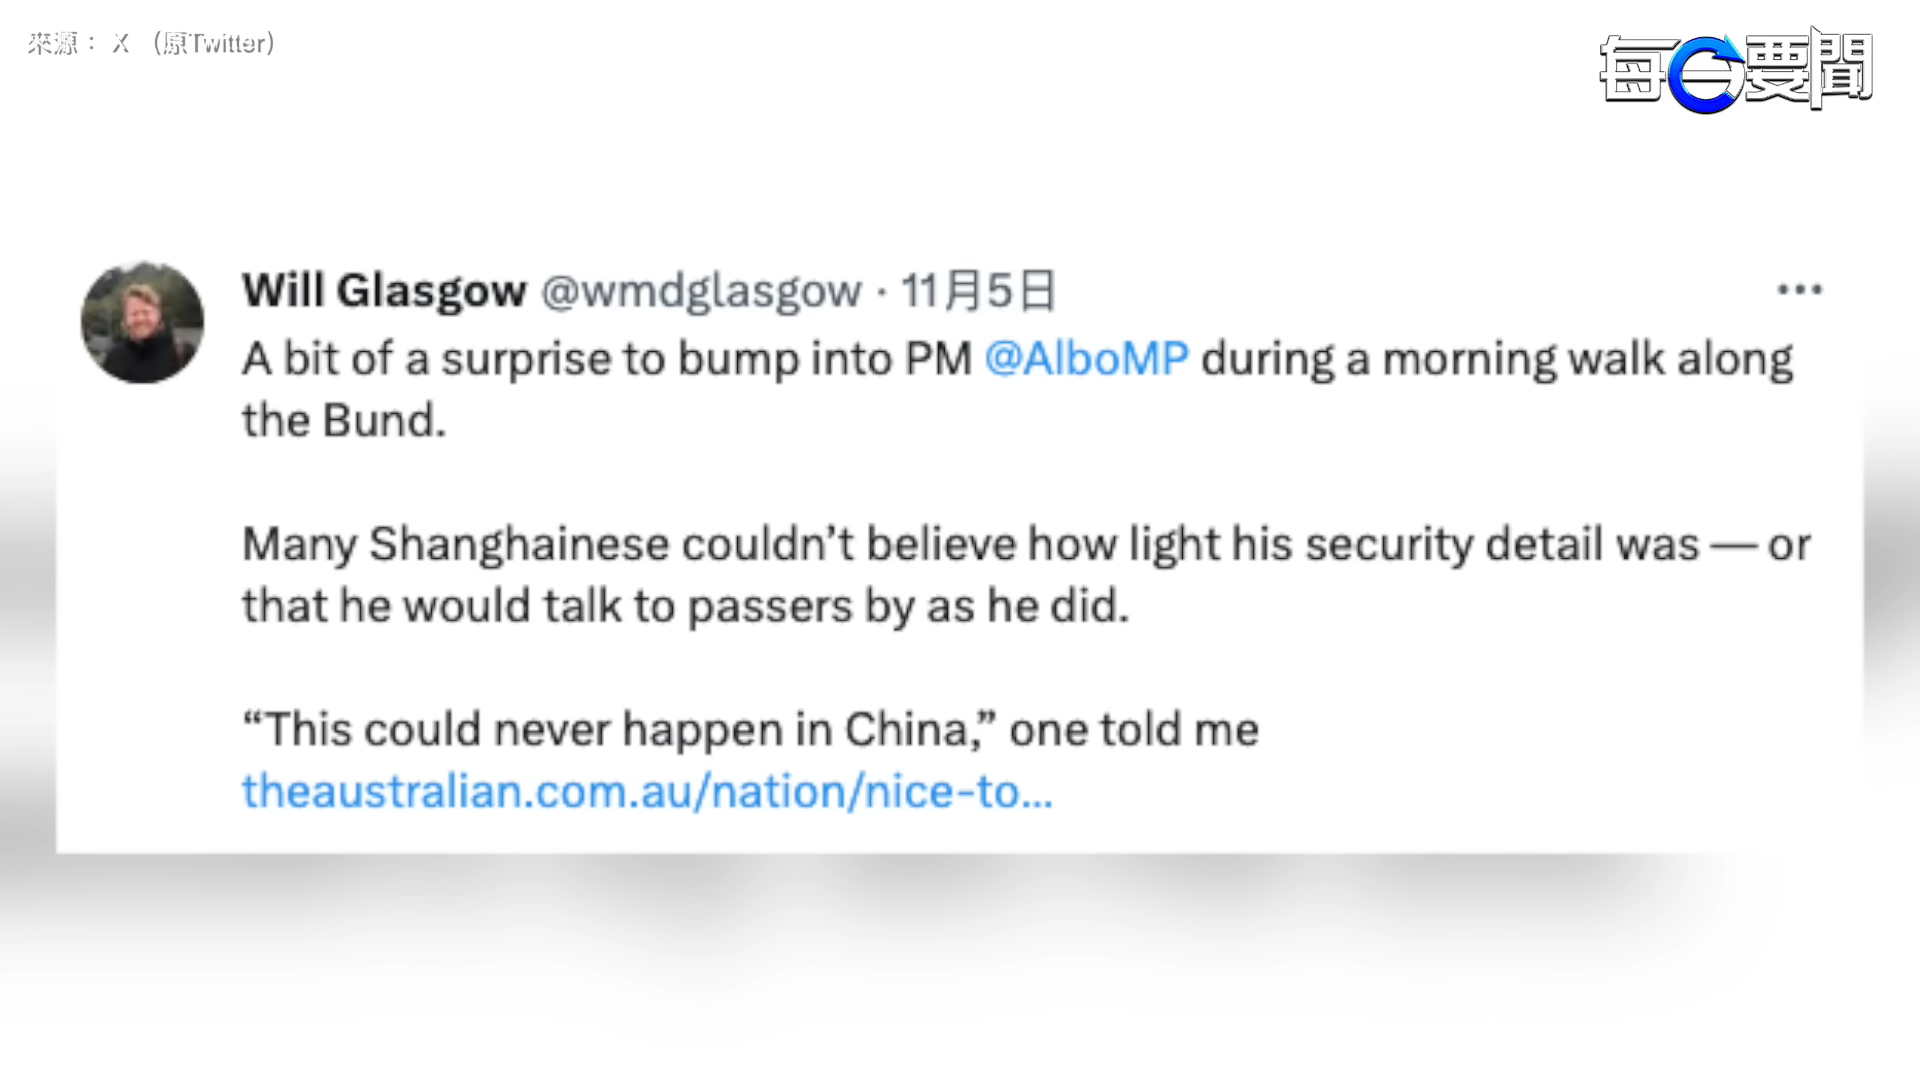 來源： X （原Twitter）
每日要聞
Will Glasgow @wmdglasgow · 11月5日
A bit of a surprise to bump into PM @AlboMP during a morning walk along
the Bund.
Many Shanghainese couldn’t believe how light his security detail was — or
that he would talk to passers by as he did.
“This could never happen in China,” one told me
theaustralian.com.au/nation/nice-to...